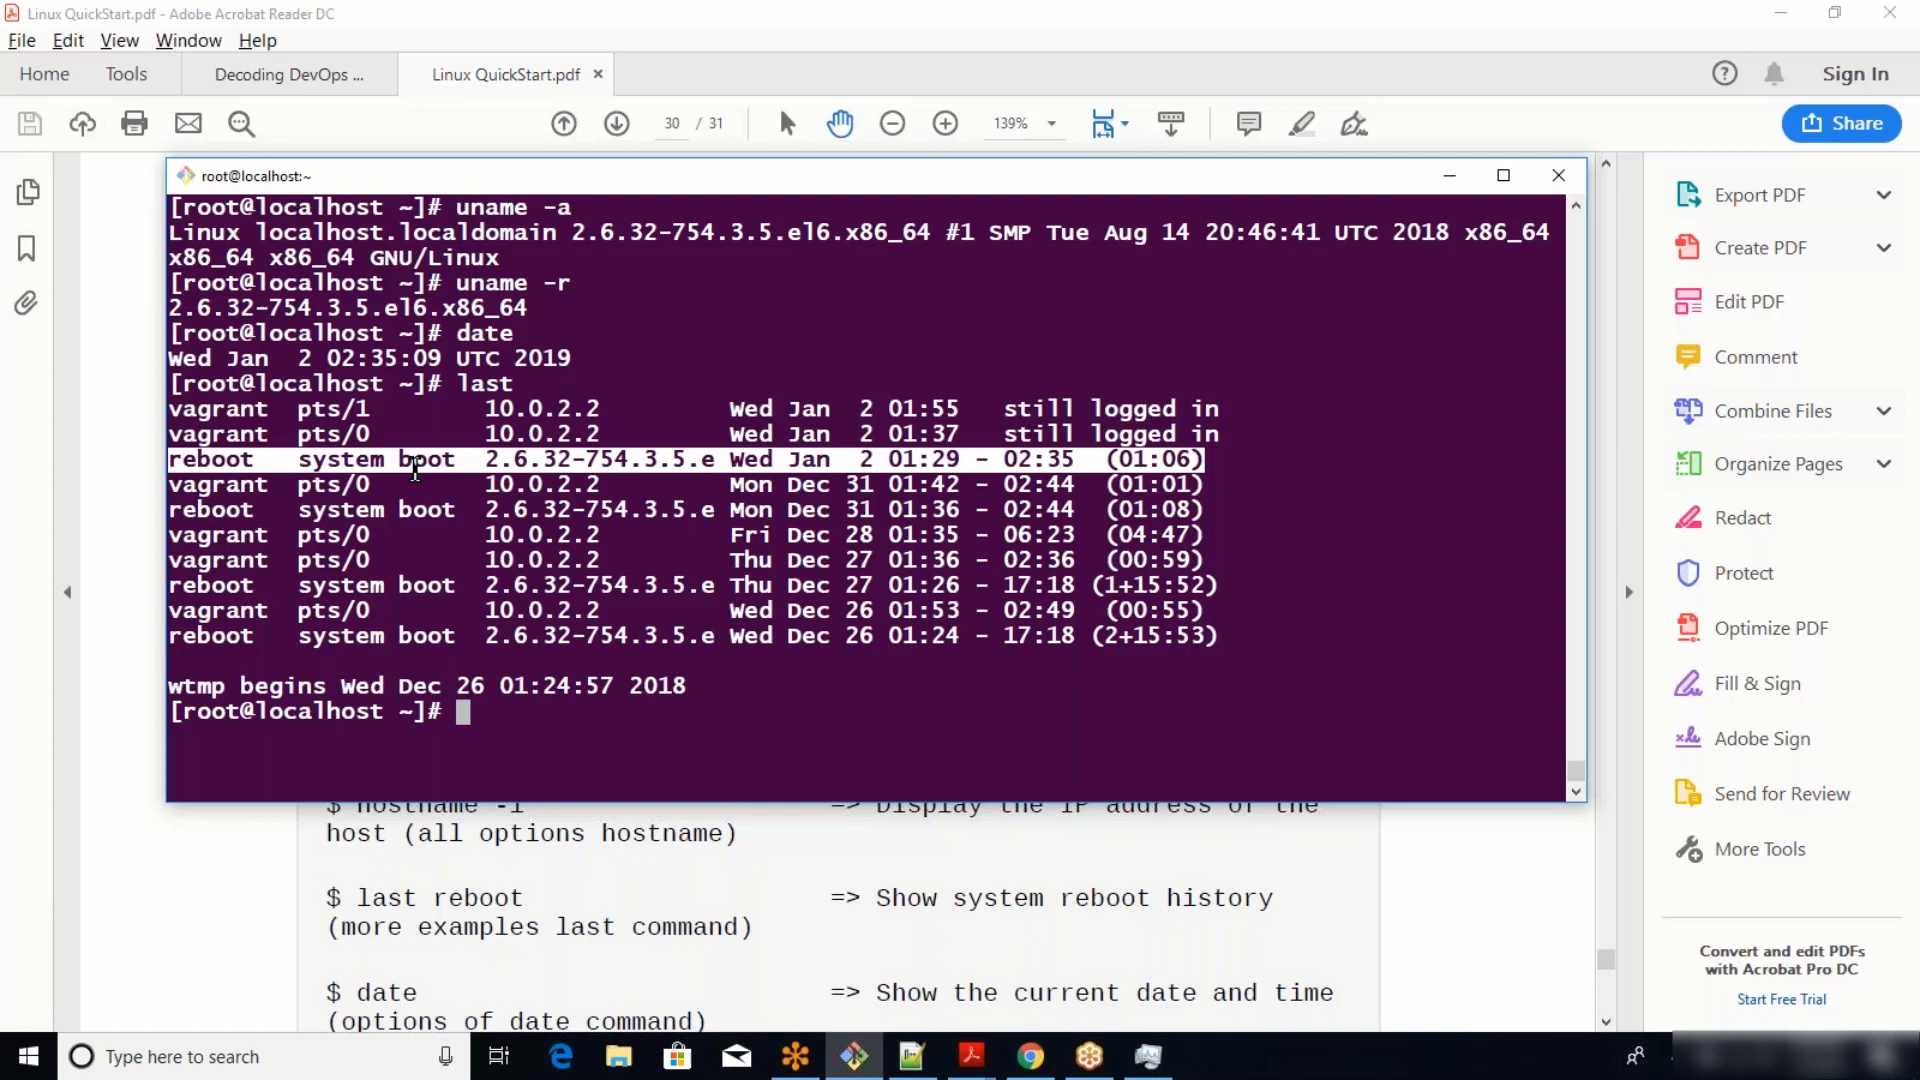 Linux QuickStart.pdf - Adobe Acrobat Reader DC
File Edit View Window Help
Home Tools Decoding DevOps ... Linux QuickStart.pdf ×
Sign In
30 / 31 139%
Share
root@localhost:~
[root@localhost ~]# uname -a
Linux localhost.localdomain 2.6.32-754.3.5.el6.x86_64 #1 SMP Tue Aug 14 20:46:41 UTC 2018 x86_64
x86_64 x86_64 GNU/Linux
[root@localhost ~]# uname -r
2.6.32-754.3.5.el6.x86_64
[root@localhost ~]# date
Wed Jan  2 02:35:09 UTC 2019
[root@localhost ~]# last
vagrant  pts/1        10.0.2.2         Wed Jan  2 01:55   still logged in
vagrant  pts/0        10.0.2.2         Wed Jan  2 01:37   still logged in
reboot   system boot  2.6.32-754.3.5.e Wed Jan  2 01:29 - 02:35  (01:06)
vagrant  pts/0        10.0.2.2         Mon Dec 31 01:42 - 02:44  (01:01)
reboot   system boot  2.6.32-754.3.5.e Mon Dec 31 01:36 - 02:44  (01:08)
vagrant  pts/0        10.0.2.2         Fri Dec 28 01:35 - 06:23  (04:47)
vagrant  pts/0        10.0.2.2         Thu Dec 27 01:36 - 02:36  (00:59)
reboot   system boot  2.6.32-754.3.5.e Thu Dec 27 01:26 - 17:18 (1+15:52)
vagrant  pts/0        10.0.2.2         Wed Dec 26 01:53 - 02:49  (00:55)
reboot   system boot  2.6.32-754.3.5.e Wed Dec 26 01:24 - 17:18 (2+15:53)
wtmp begins Wed Dec 26 01:24:57 2018
[root@localhost ~]#
=> Display the IP address of the
host (all options hostname)
$ last reboot => Show system reboot history
(more examples last command)
$ date => Show the current date and time
(options of date command)
Export PDF
Create PDF
Edit PDF
Comment
Combine Files
Organize Pages
Redact
Protect
Optimize PDF
Fill & Sign
Adobe Sign
Send for Review
More Tools
Convert and edit PDFs
with Acrobat Pro DC
Start Free Trial
Type here to search